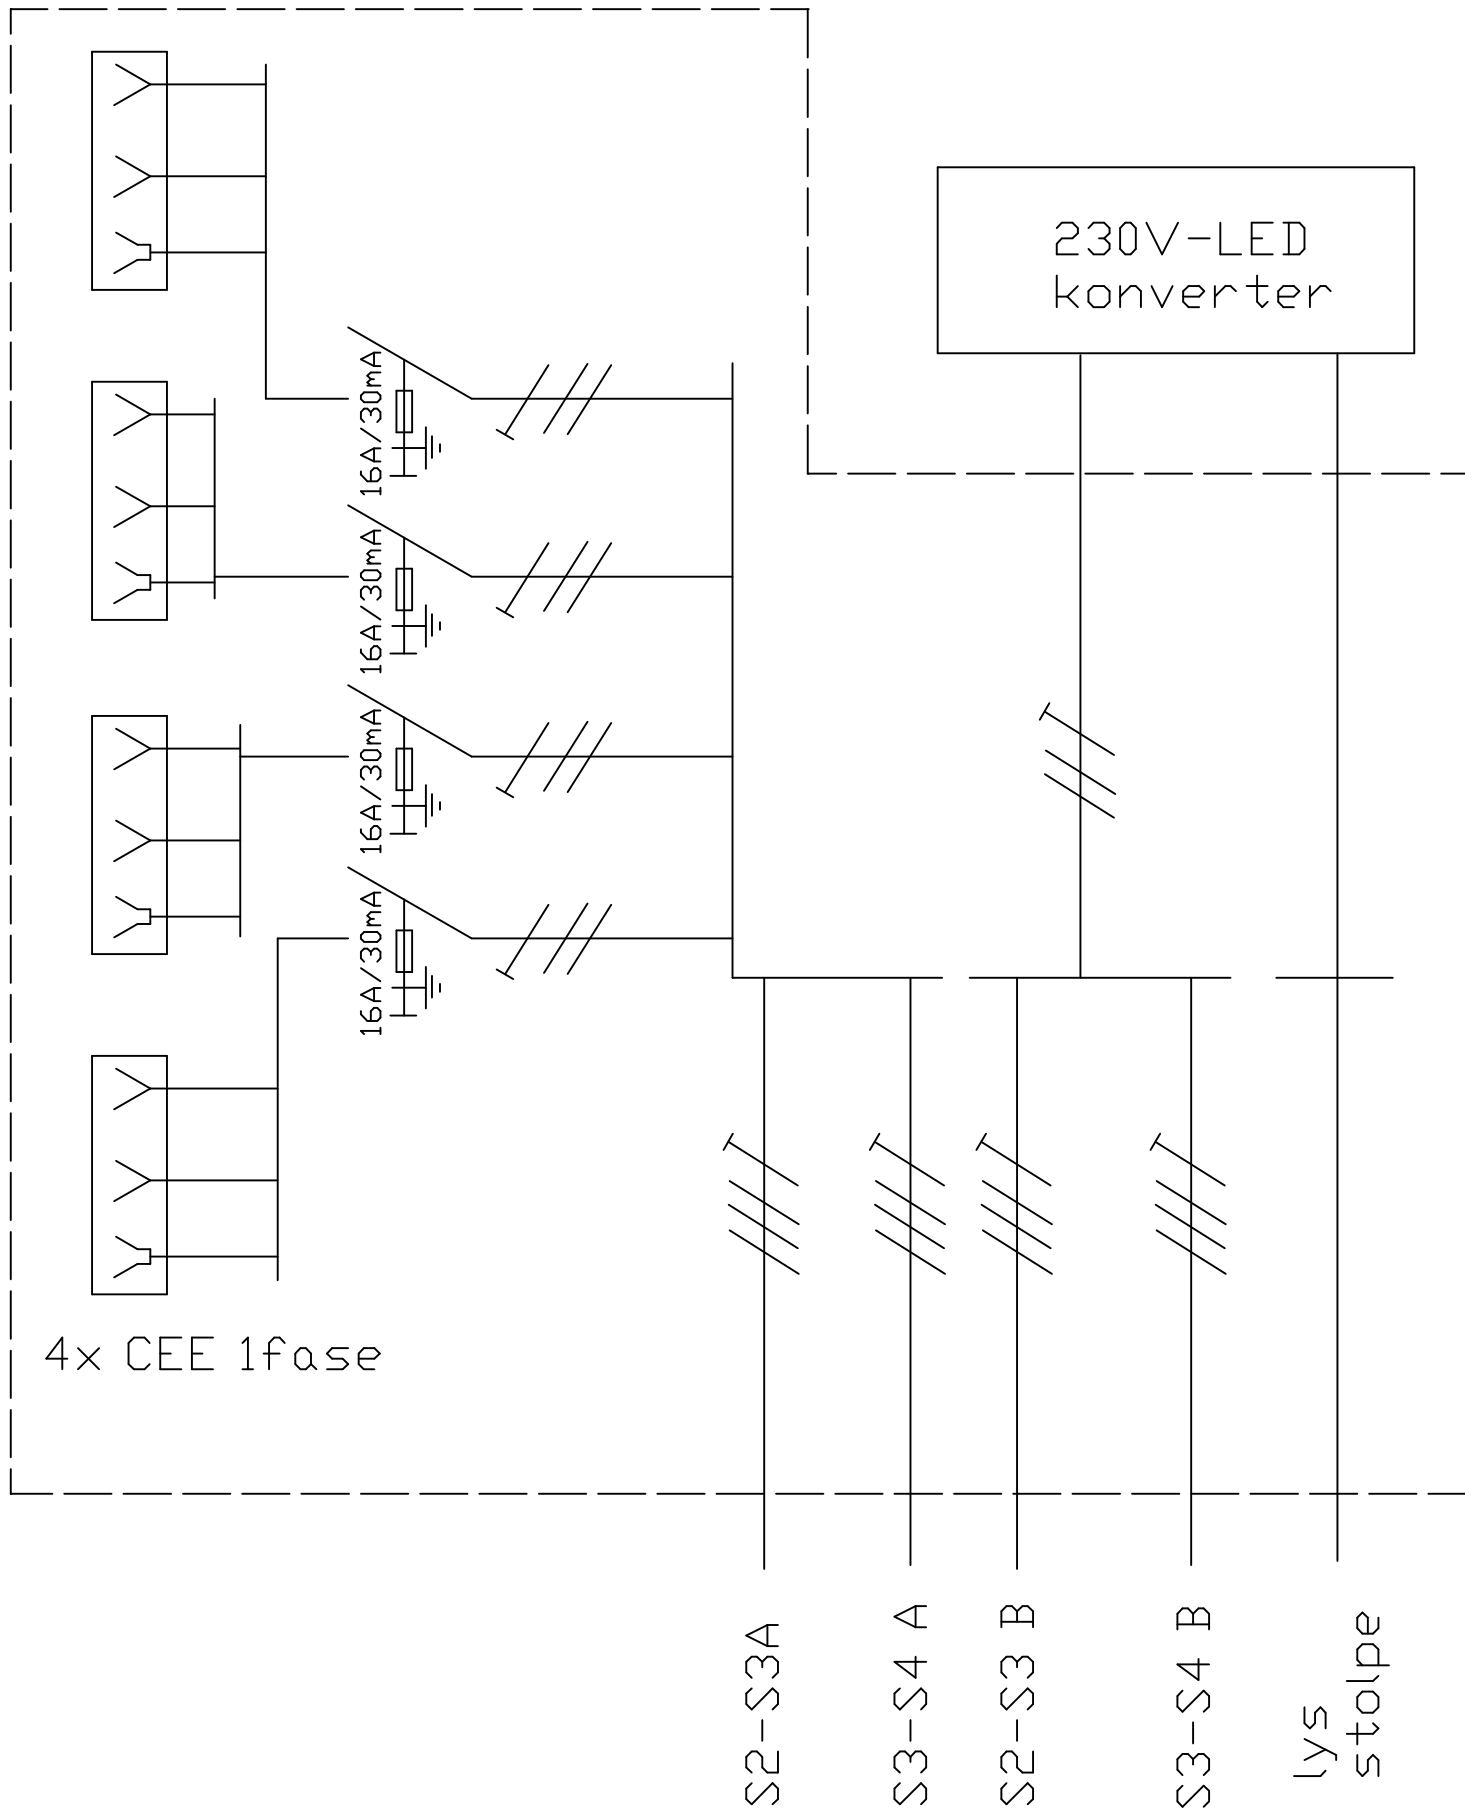 230V-LED
konverter
16A/30mA
16A/30mA
16A/30mA
16A/30mA
4x CEE 1fase
S2-S3A
S3-S4 A
S2-S3 B
S3-S4 B
lys
stolpe